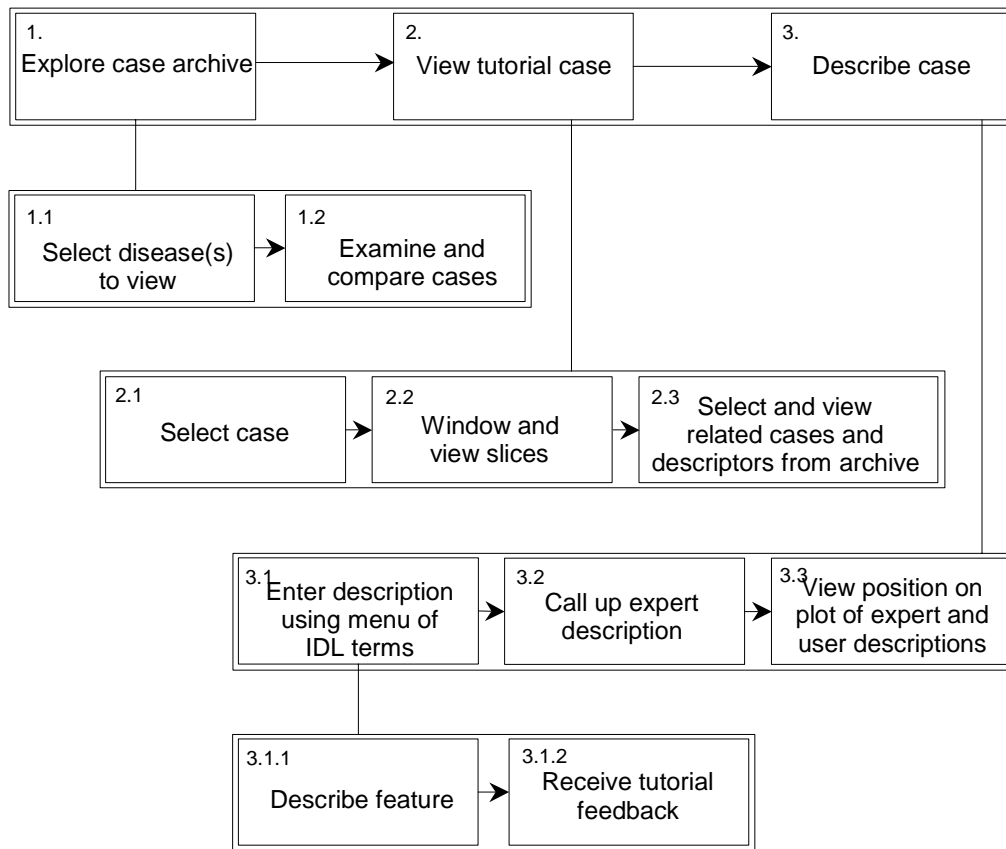 1.
Explore case archive
2.
View tutorial case
3.
Describe case
1.1
Select disease(s)
to view
1.2
Examine and
compare cases
2.1
Select case
2.2
Window and
view slices
2.3
Select and view
related cases and
descriptors from archive
3.1
Enter description
using menu of
IDL terms
3.2
Call up expert
description
3.3
View position on
plot of expert and
user descriptions
3.1.1
Describe feature
3.1.2
Receive tutorial
feedback